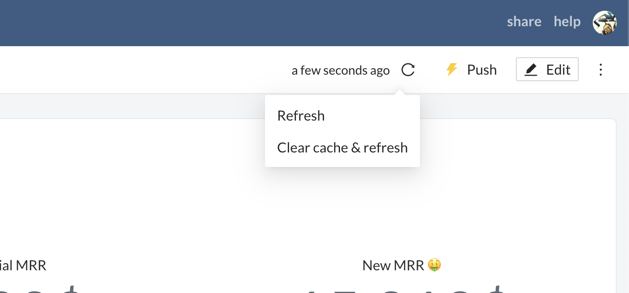 share help
a few seconds ago Push Edit
Refresh
Clear cache & refresh
ial MRR New MRR 🤑